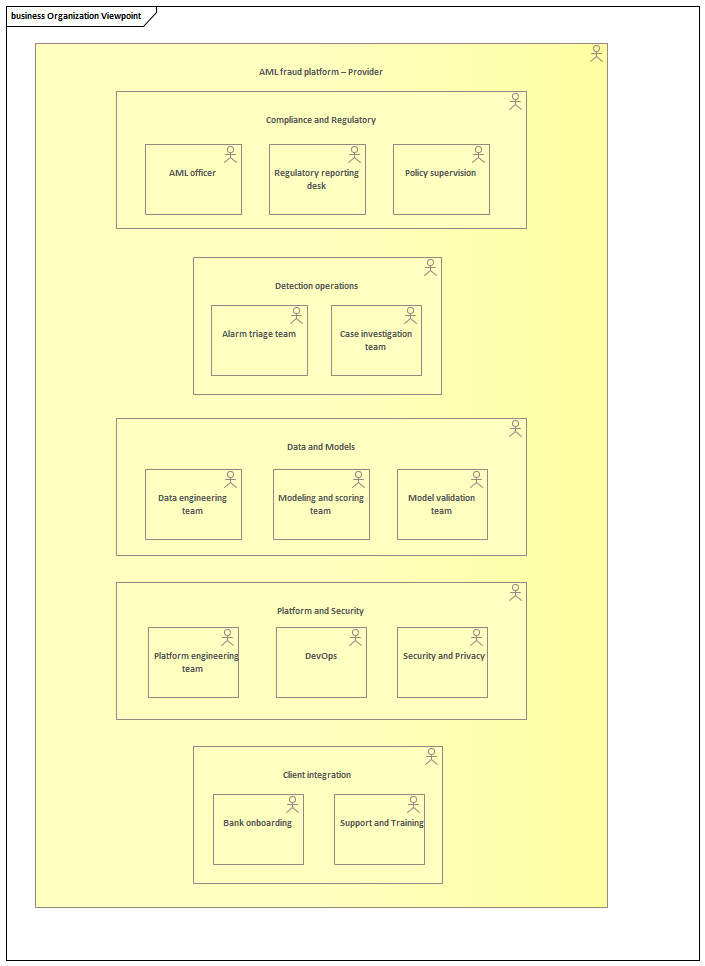 business Organization Viewpoint
AML fraud platform – Provider
Compliance and Regulatory
AML officer
Regulatory reporting
desk
Policy supervision
Detection operations
Alarm triage team
Case investigation
team
Data and Models
Data engineering
team
Modeling and scoring
team
Model validation
team
Platform and Security
Platform engineering
team
DevOps
Security and Privacy
Client integration
Bank onboarding
Support and Training